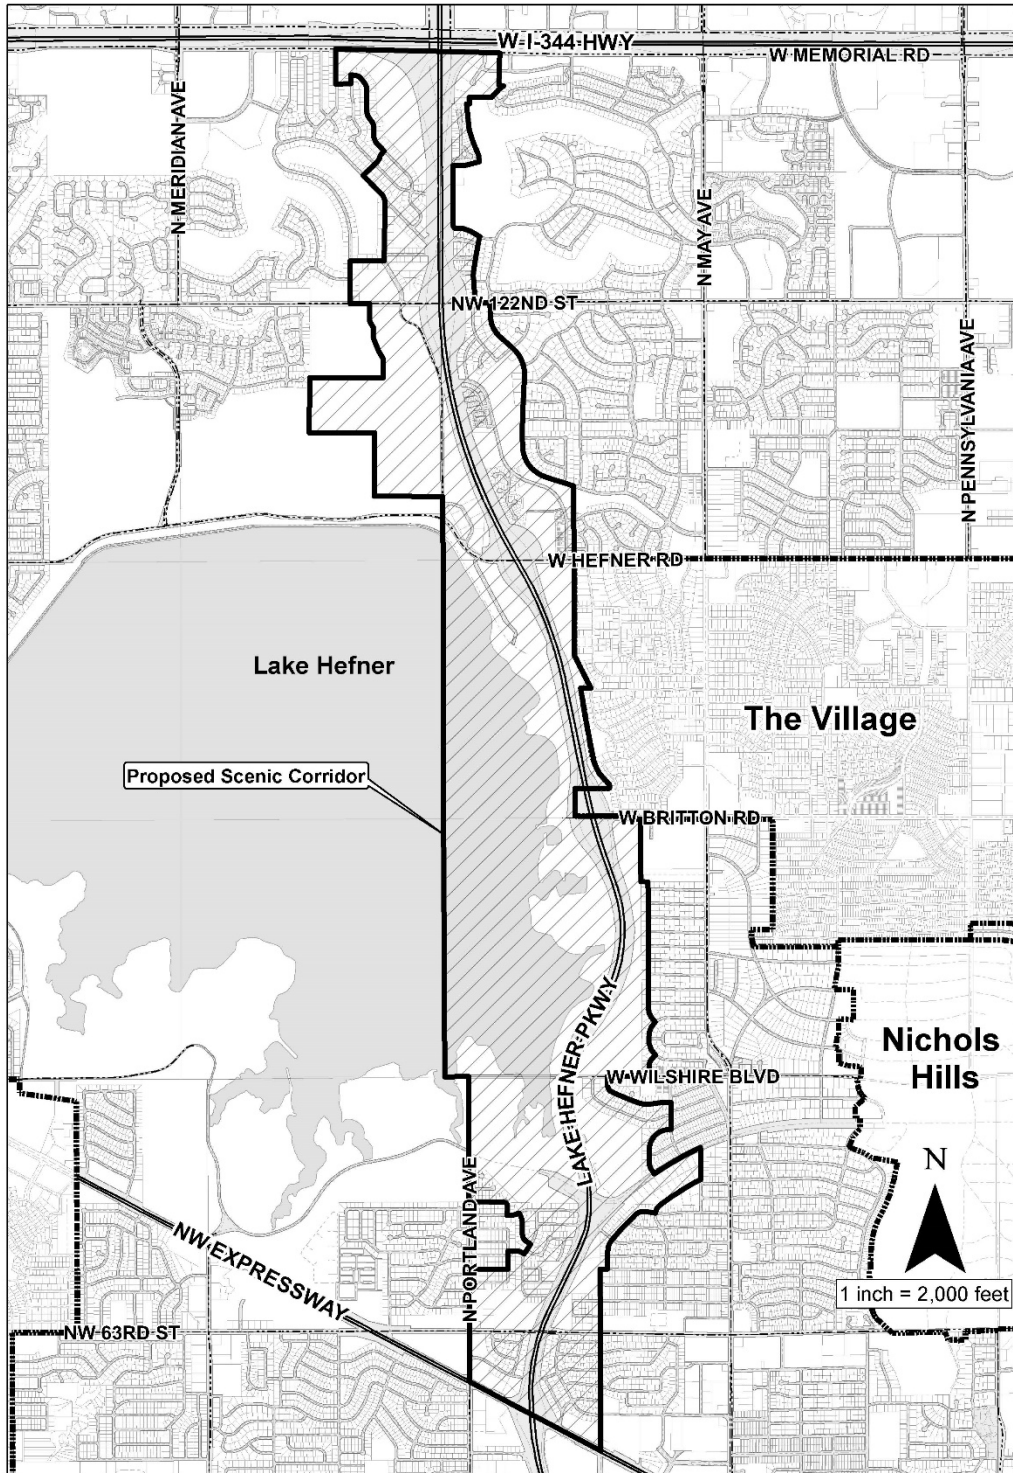 W I-344 HWY
W MEMORIAL RD
N MERIDIAN AVE
N MAY AVE
N PENNSYLVANIA AVE
NW 122ND ST
W HEFNER RD
Lake Hefner
The Village
Proposed Scenic Corridor
W BRITTON RD
LAKE HEFNER PKWY
Nichols
Hills
W WILSHIRE BLVD
N
N PORTLAND AVE
NW EXPRESSWAY
1 inch = 2,000 feet
NW 63RD ST